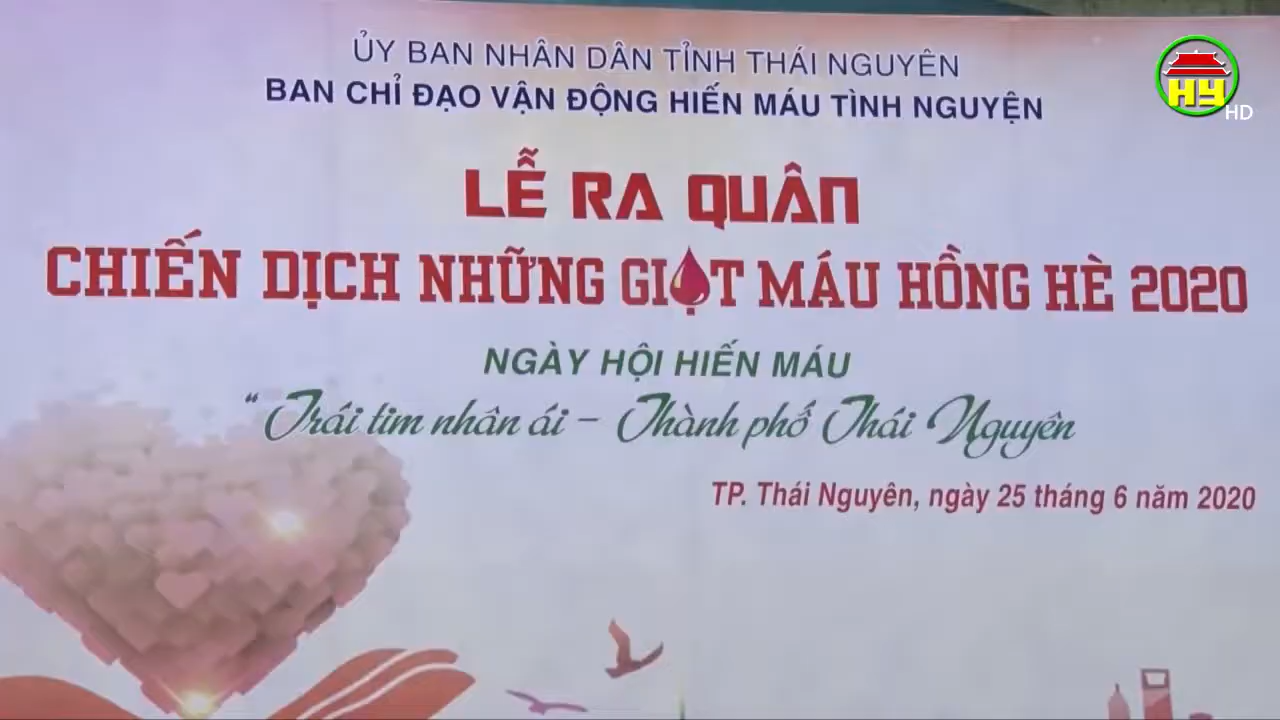 ỦY BAN NHÂN DÂN TỈNH THÁI NGUYÊN
BAN CHỈ ĐẠO VẬN ĐỘNG HIẾN MÁU TÌNH NGUYỆN
LỄ RA QUÂN
CHIẾN DỊCH NHỮNG GIỌT MÁU HỒNG HÈ 2020
NGÀY HỘI HIẾN MÁU
"Trái tim nhân ái – Thành phố Thái Nguyên
TP. Thái Nguyên, ngày 25 tháng 6 năm 2020
HY
HD